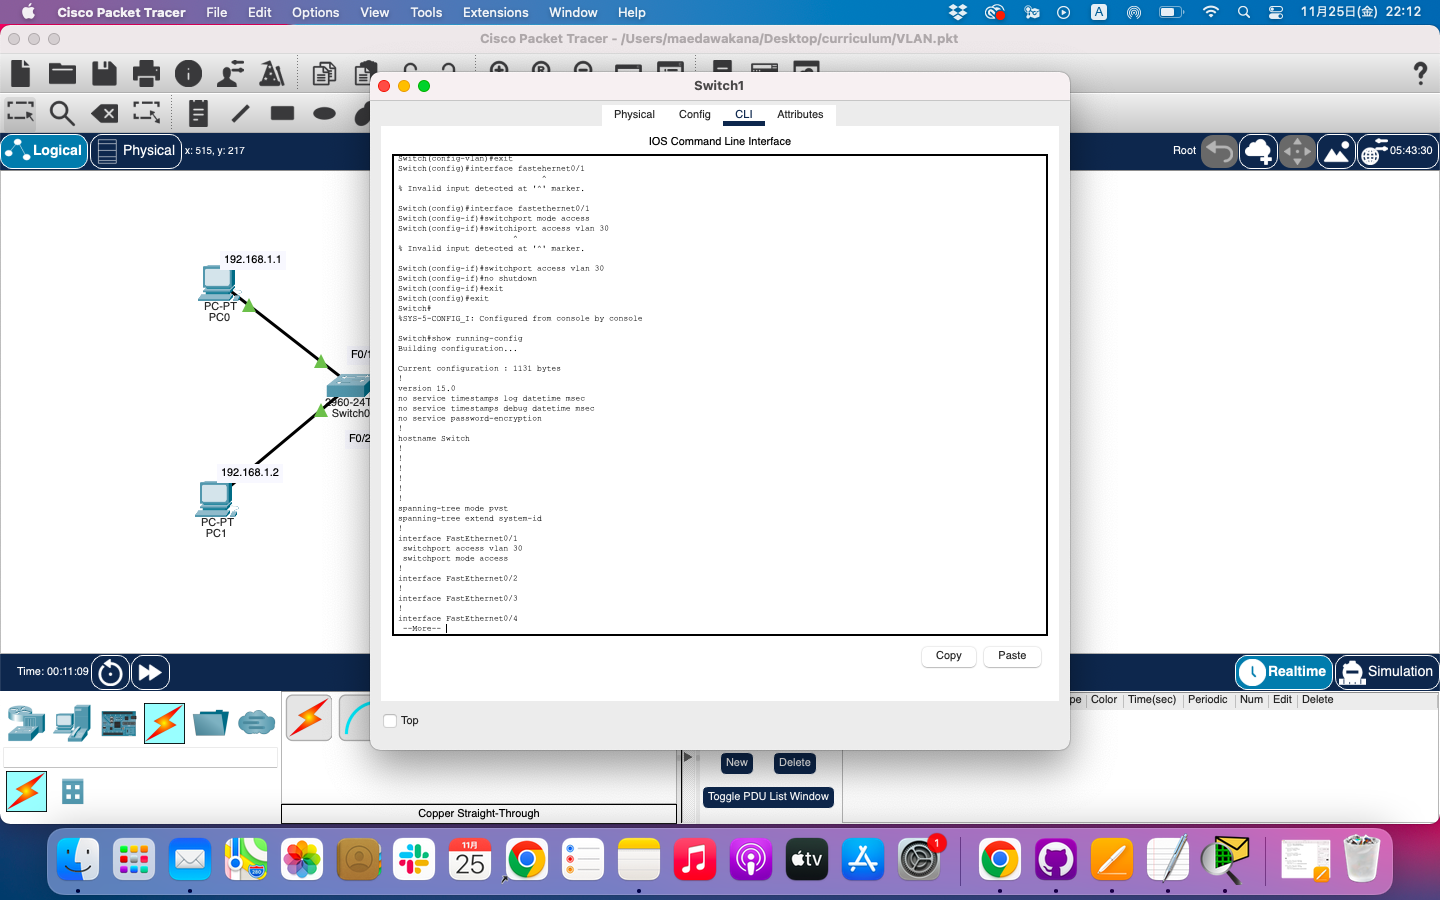 Cisco Packet Tracer File Edit Options View Tools Extensions Window Help A 11月25日(金) 22:12
Cisco Packet Tracer - /Users/maedawakana/Desktop/curriculum/VLAN.pkt
Switch1
Physical Config CLI Attributes
IOS Command Line Interface
Logical Physical x: 515, y: 217
Root 05:43:30
Switch(config-vlan)#exit
Switch(config)#interface fastehernet0/1
^
% Invalid input detected at '^' marker.
Switch(config)#interface fastethernet0/1
Switch(config-if)#switchport mode access
Switch(config-if)#switchiport access vlan 30
^
% Invalid input detected at '^' marker.
Switch(config-if)#switchport access vlan 30
Switch(config-if)#no shutdown
Switch(config-if)#exit
Switch(config)#exit
Switch#
%SYS-5-CONFIG_I: Configured from console by console
Switch#show running-config
Building configuration...
Current configuration : 1131 bytes
!
version 15.0
no service timestamps log datetime msec
no service timestamps debug datetime msec
no service password-encryption
!
hostname Switch
!
!
!
!
!
!
spanning-tree mode pvst
spanning-tree extend system-id
!
interface FastEthernet0/1
switchport access vlan 30
switchport mode access
!
interface FastEthernet0/2
!
interface FastEthernet0/3
!
interface FastEthernet0/4
--More--
Copy Paste
Top
192.168.1.1
PC-PT
PC0
F0/1
2960-24T
Switch0
F0/2
192.168.1.2
PC-PT
PC1
Time: 00:11:09
Realtime Simulation
pe Color Time(sec) Periodic Num Edit Delete
New Delete
Toggle PDU List Window
Copper Straight-Through
11月
25
tv
1